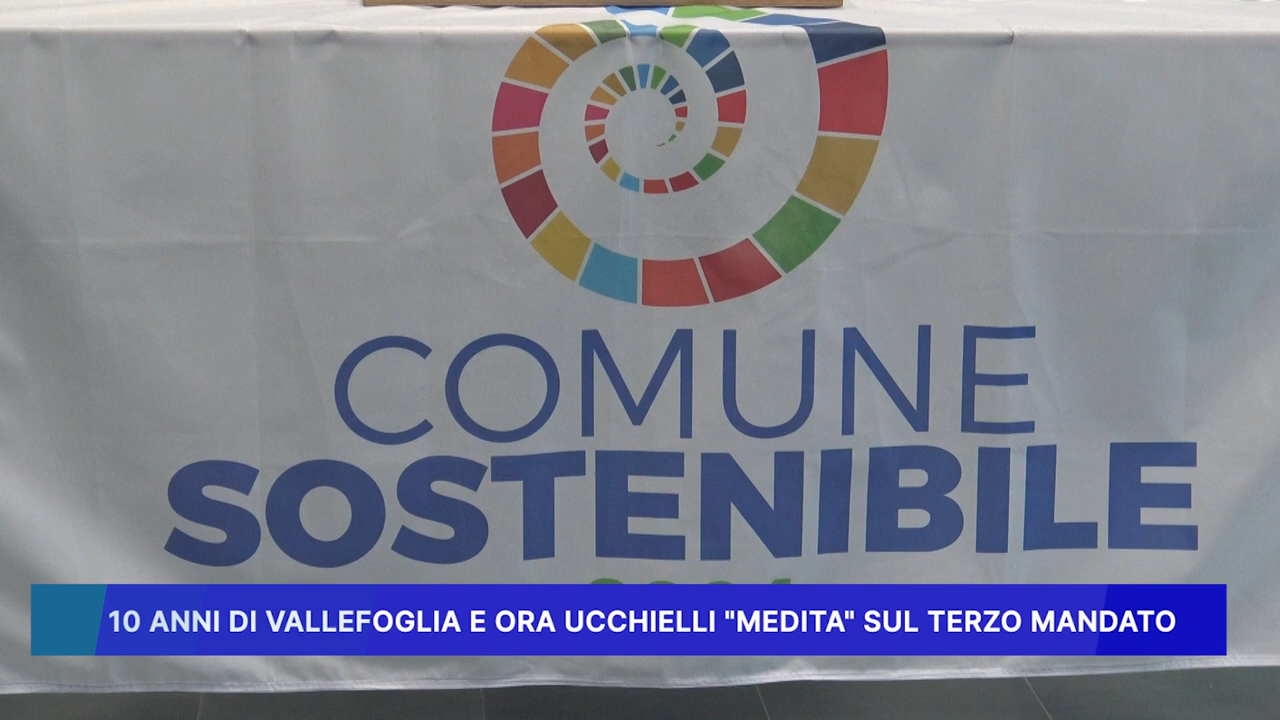 COMUNE
SOSTENIBILE
10 ANNI DI VALLEFOGLIA E ORA UCCHIELLI "MEDITA" SUL TERZO MANDATO